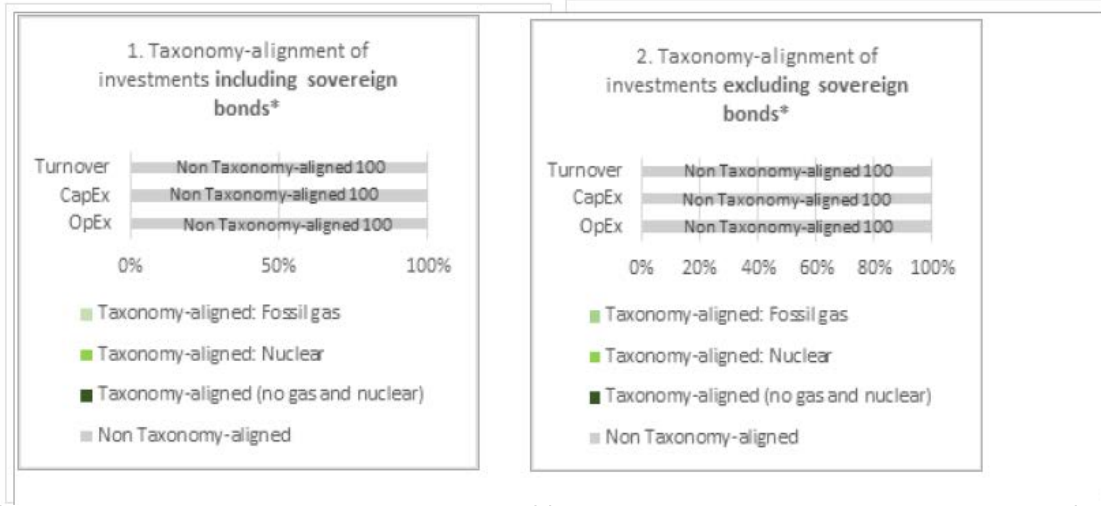 1. Taxonomy-alignment of
investments including sovereign
bonds*
Turnover Non Taxonomy-aligned 100
CapEx Non Taxonomy-aligned 100
OpEx Non Taxonomy-aligned 100
0% 50% 100%
Taxonomy-aligned: Fossil gas
Taxonomy-aligned: Nuclear
Taxonomy-aligned (no gas and nuclear)
Non Taxonomy-aligned
2. Taxonomy-alignment of
investments excluding sovereign
bonds*
Turnover Non Taxonomy-aligned 100
CapEx Non Taxonomy-aligned 100
OpEx Non Taxonomy-aligned 100
0% 20% 40% 60% 80% 100%
Taxonomy-aligned: Fossil gas
Taxonomy-aligned: Nuclear
Taxonomy-aligned (no gas and nuclear)
Non Taxonomy-aligned